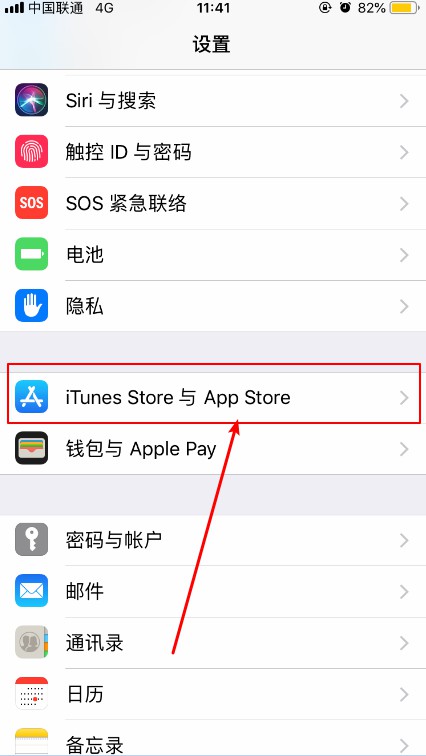 中国联通 4G 11:41 82%
设置
Siri 与搜索
触控 ID 与密码
SOS SOS 紧急联络
电池
隐私
iTunes Store 与 App Store
钱包与 Apple Pay
密码与帐户
邮件
通讯录
日历
备忘录